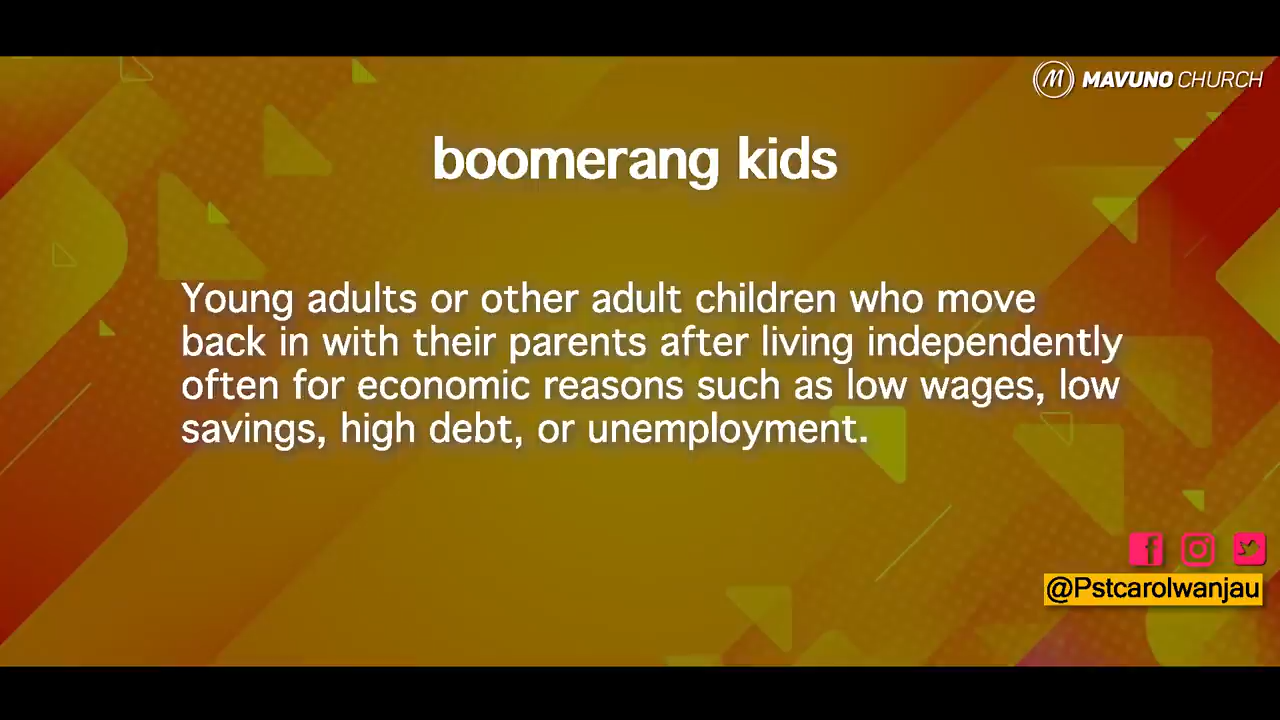 MAVUNO CHURCH
boomerang kids
Young adults or other adult children who move
back in with their parents after living independently
often for economic reasons such as low wages, low
savings, high debt, or unemployment.
@Pstcarolwanjau